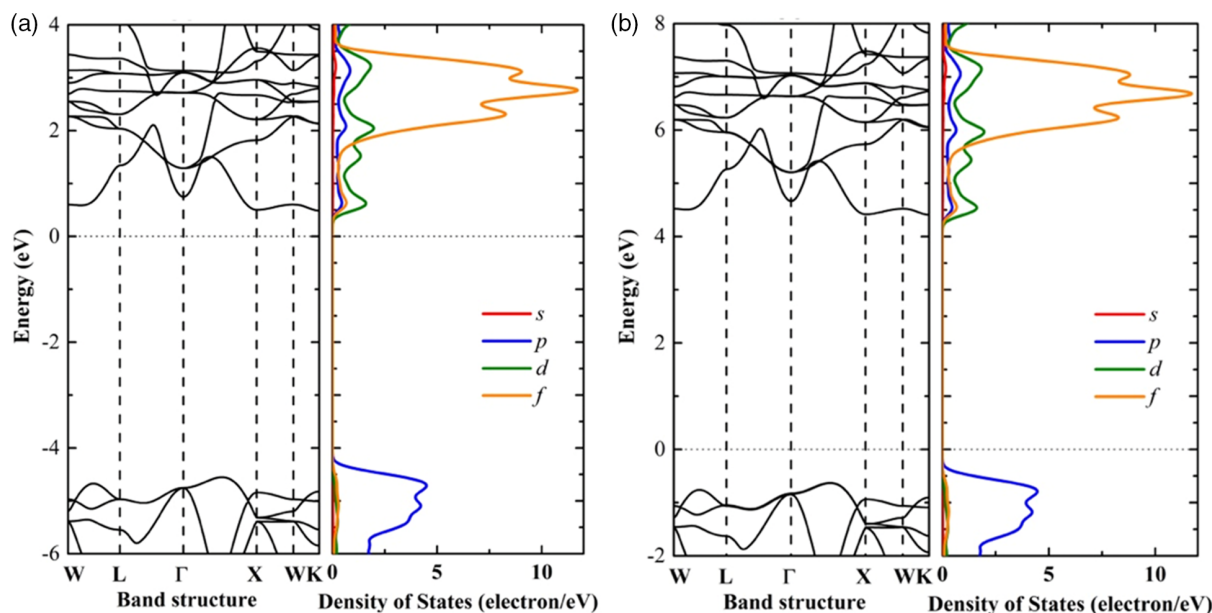 (a)
4
2
0
-2
-4
-6
Energy (eV)
W L Γ X WK
Band structure
s
p
d
f
0 5 10
Density of States (electron/eV)
(b)
8
6
4
2
0
-2
Energy (eV)
W L Γ X WK
Band structure
s
p
d
f
0 5 10
Density of States (electron/eV)